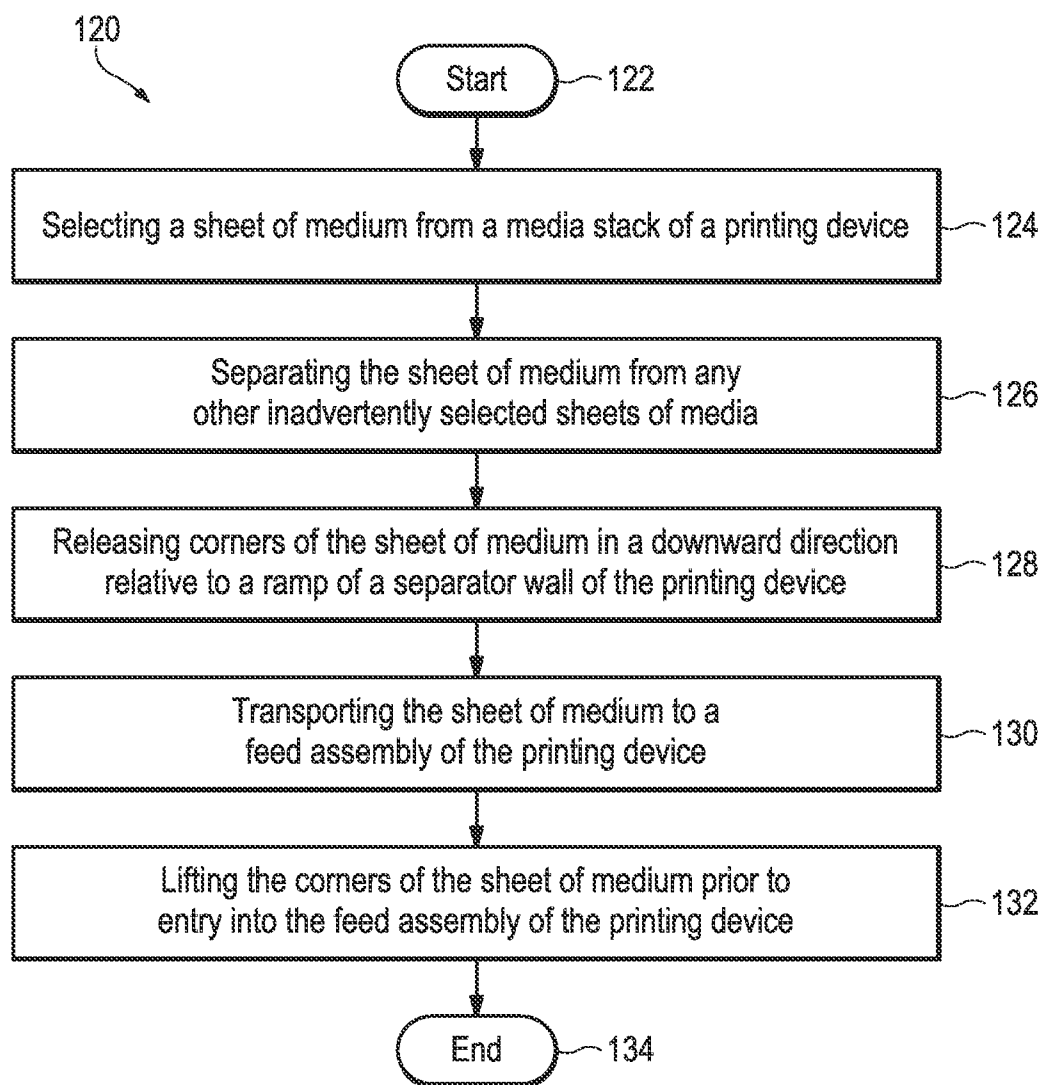 120
Start
122
Selecting a sheet of medium from a media stack of a printing device
124
Separating the sheet of medium from any
other inadvertently selected sheets of media
126
Releasing corners of the sheet of medium in a downward direction
relative to a ramp of a separator wall of the printing device
128
Transporting the sheet of medium to a
feed assembly of the printing device
130
Lifting the corners of the sheet of medium prior to
entry into the feed assembly of the printing device
132
End
134